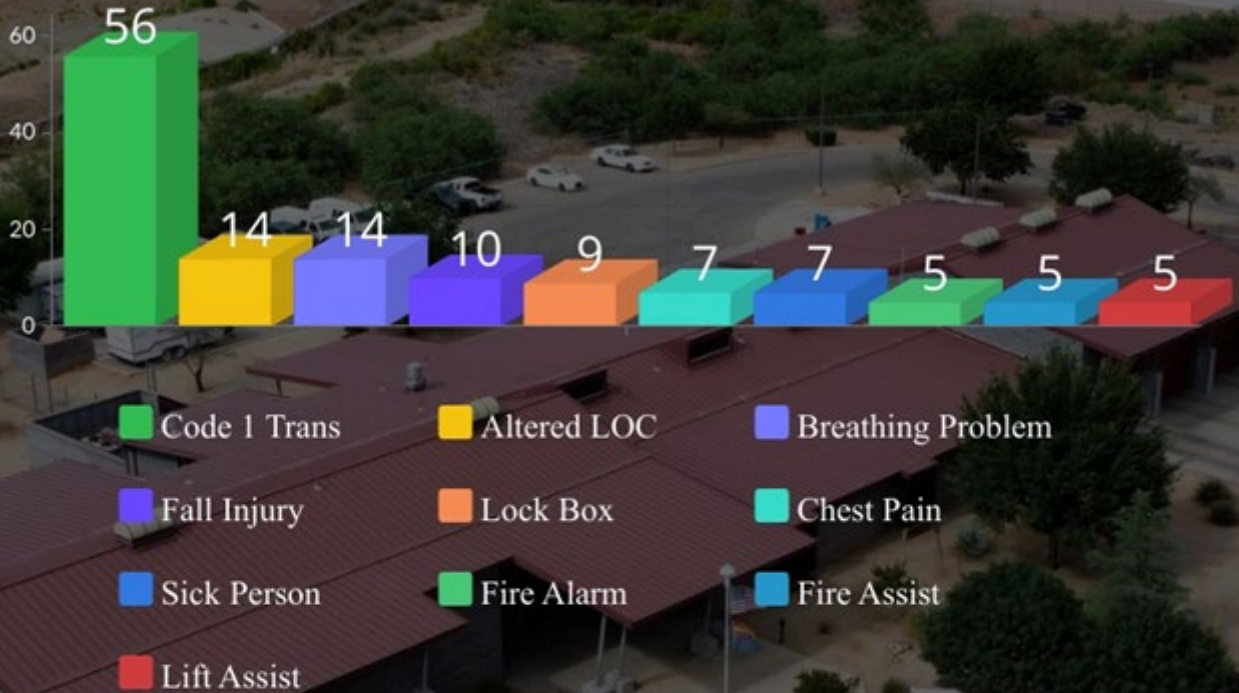 60
56
40
20
14 14 10 9 7 7 5 5 5
0
Code 1 Trans Altered LOC Breathing Problem
Fall Injury Lock Box Chest Pain
Sick Person Fire Alarm Fire Assist
Lift Assist